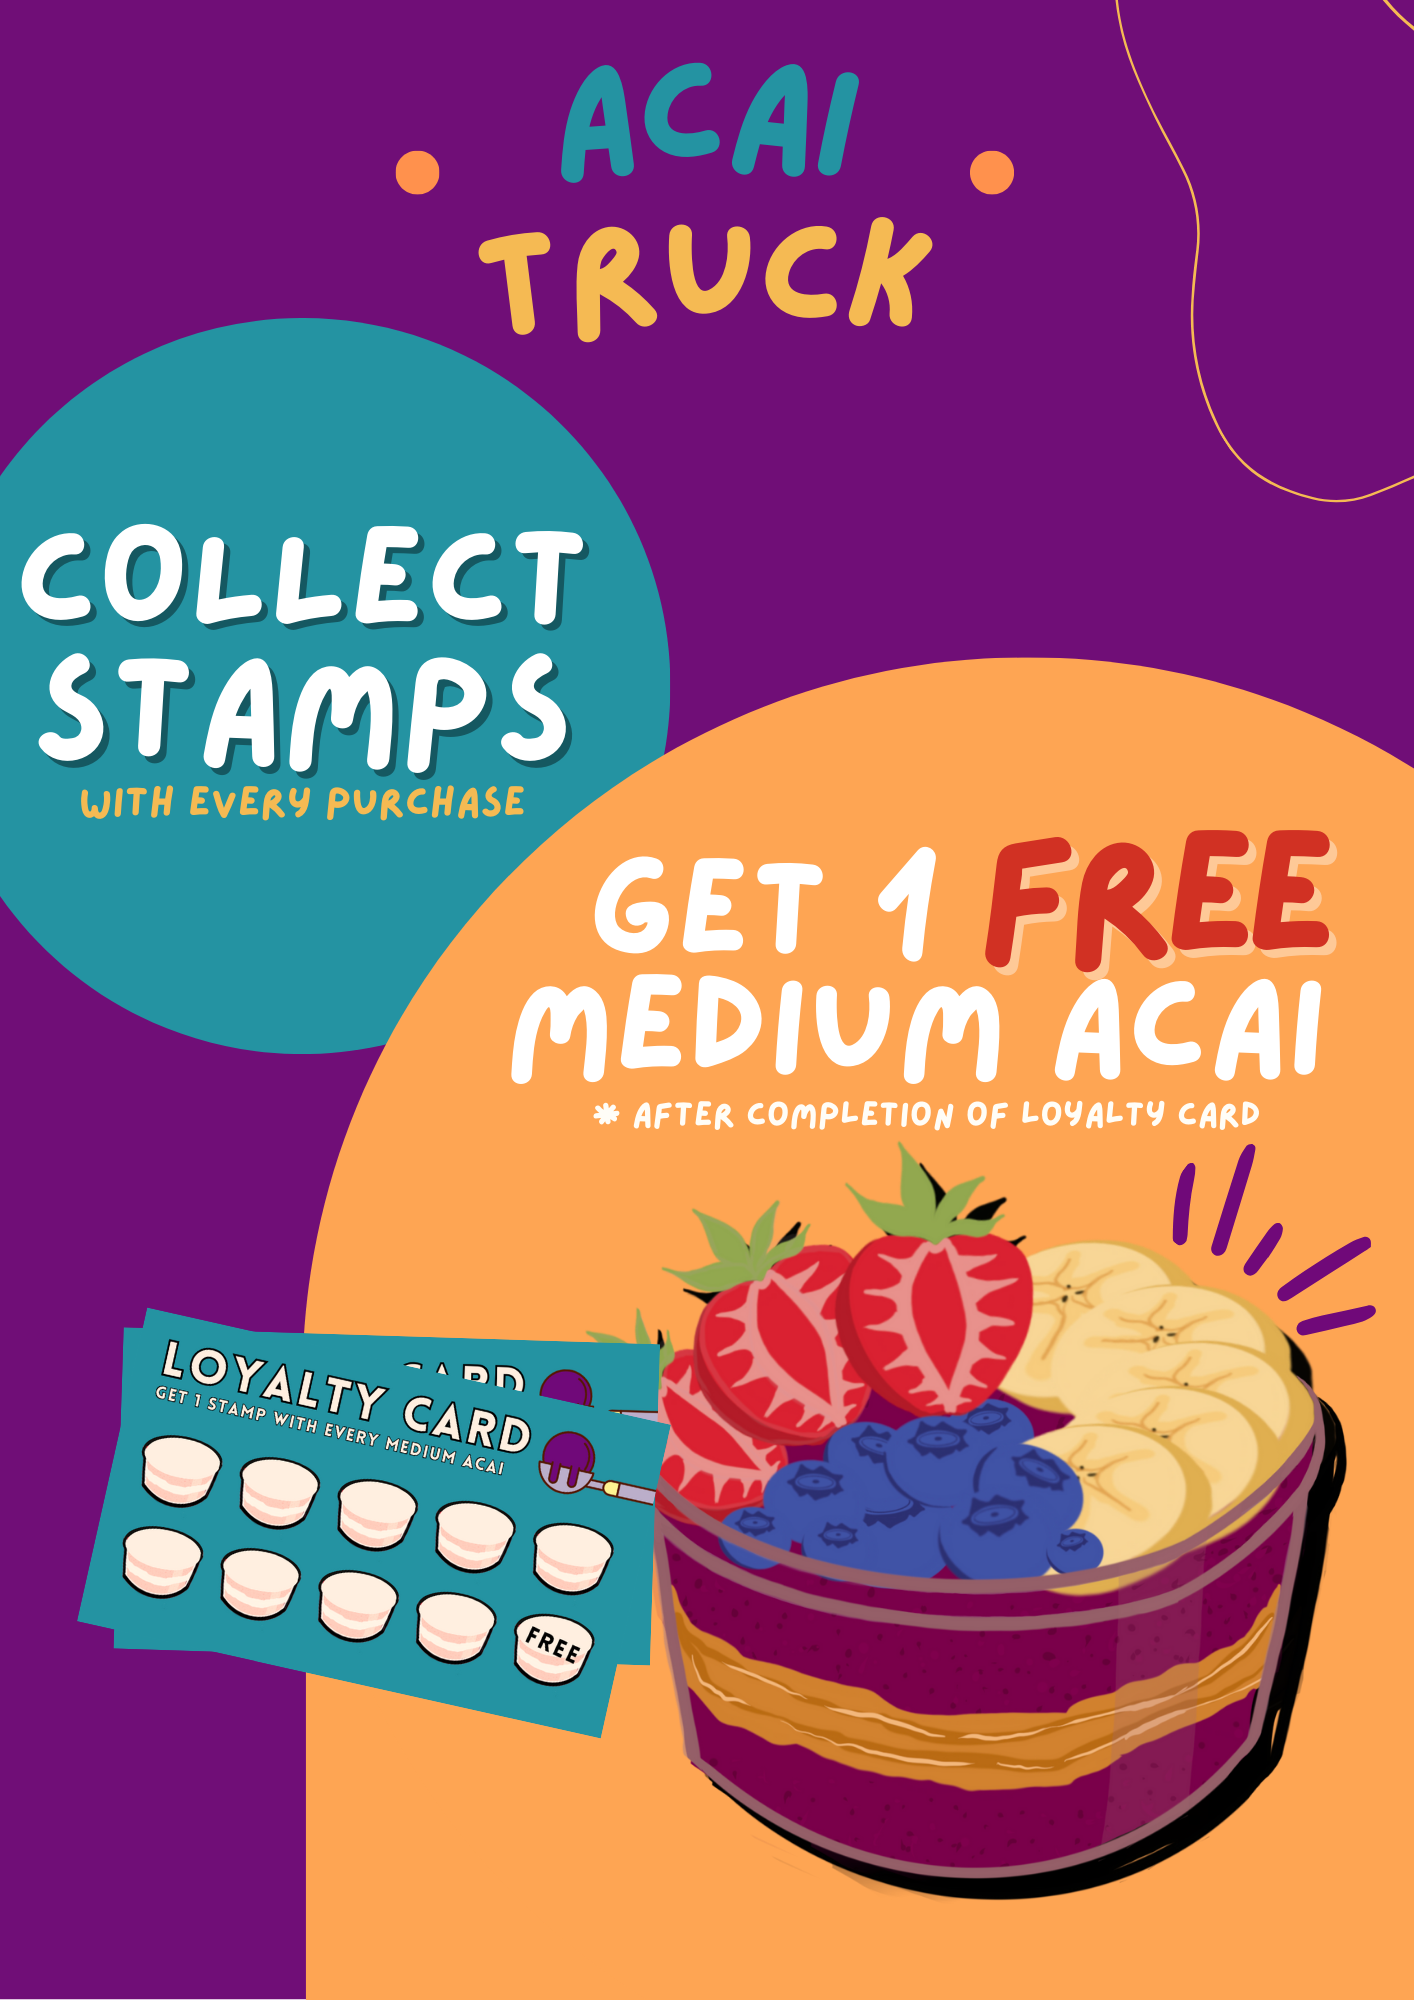 ACAI
TRUCK
COLLECT
STAMPS
WITH EVERY PURCHASE
GET 1 FREE
MEDIUM ACAI
* AFTER COMPLETION OF LOYALTY CARD
CARD
LOYALTY CARD
GET 1 STAMP WITH EVERY MEDIUM ACAI
FREE